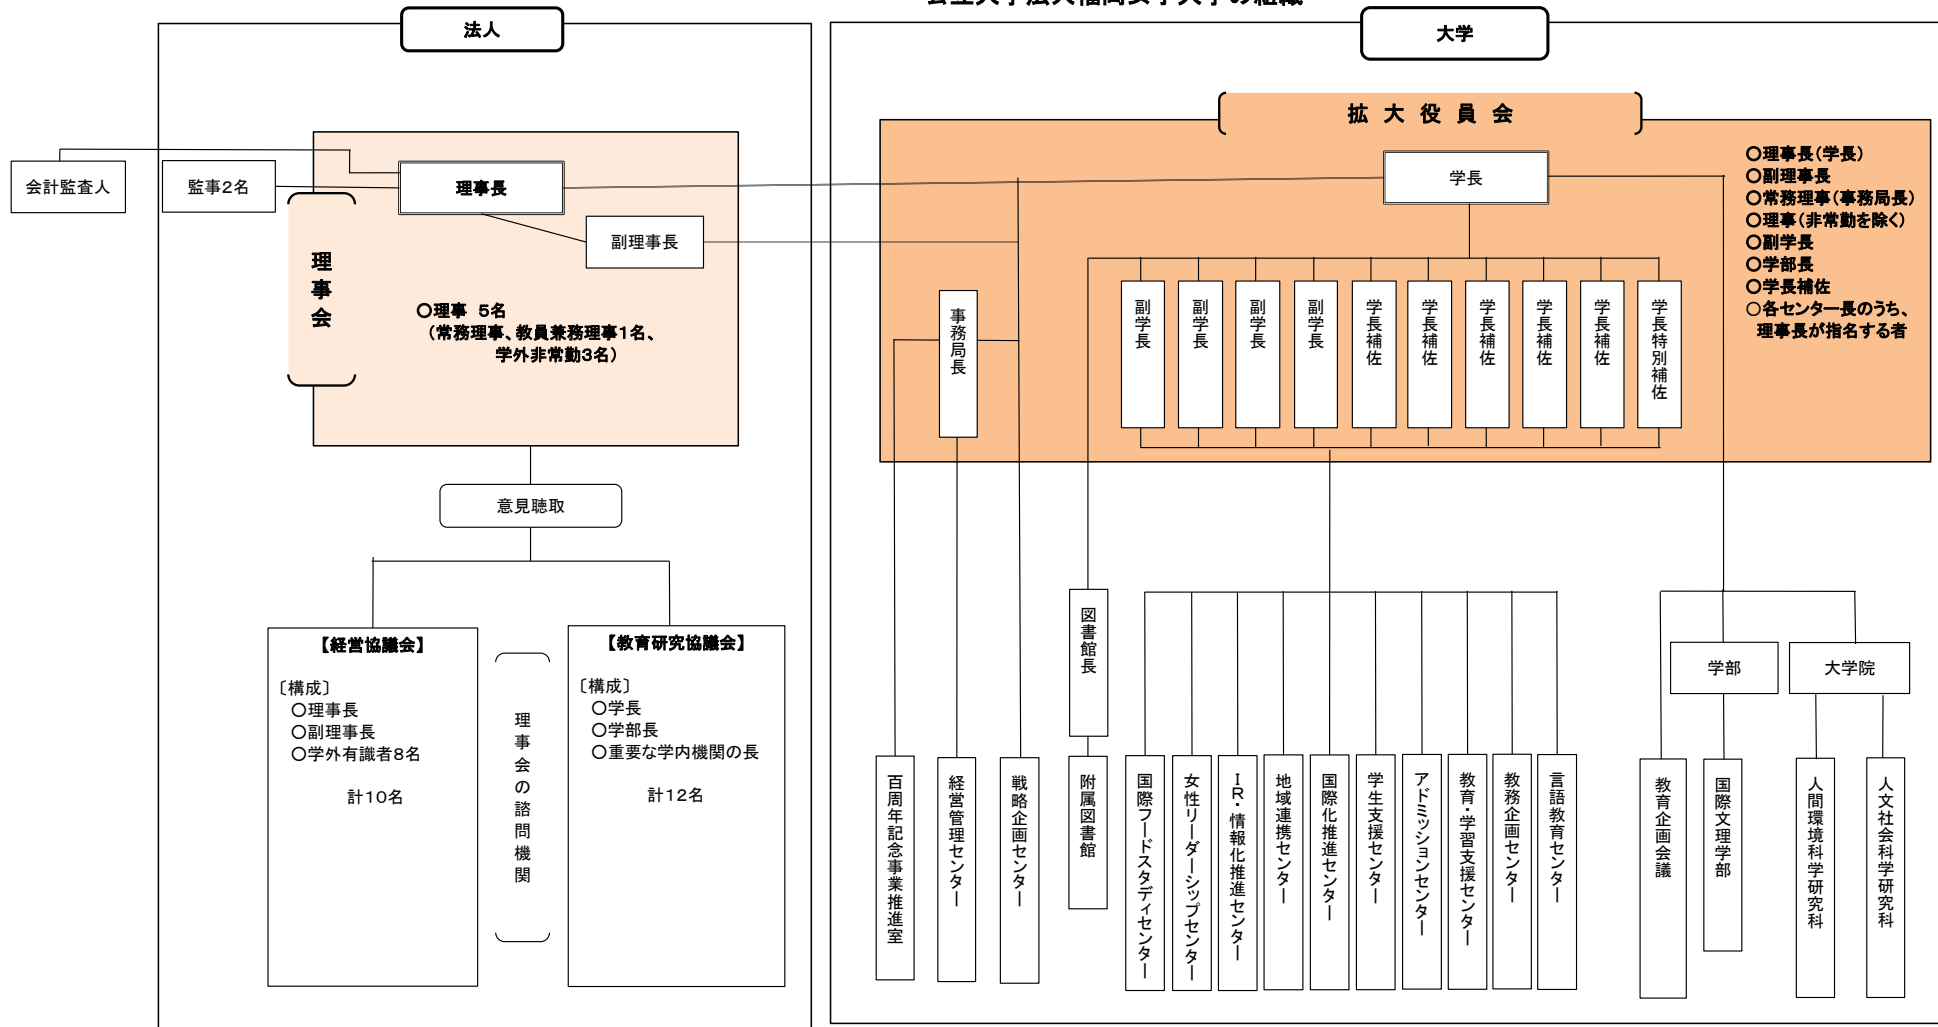 公立大学法人福岡女子大学の組織
法人
大学
拡大役員会
会計監査人
監事2名
理事長
副理事長
理事会
○理事 5名
(常務理事、教員兼務理事1名、
学外非常勤3名)
学長
○理事長(学長)
○副理事長
○常務理事(事務局長)
○理事(非常勤を除く)
○副学長
○学部長
○学長補佐
○各センター長のうち、
理事長が指名する者
事務局長
副学長
副学長
副学長
副学長
学長補佐
学長補佐
学長補佐
学長補佐
学長補佐
学長特別補佐
意見聴取
【経営協議会】
〔構成〕
○理事長
○副理事長
○学外有識者8名
計10名
理事会の諮問機関
【教育研究協議会】
〔構成〕
○学長
○学部長
○重要な学内機関の長
計12名
図書館長
学部
大学院
百周年記念事業推進室
経営管理センター
戦略企画センター
附属図書館
国際フードスタディセンター
女性リーダーシップセンター
IR・情報化推進センター
地域連携センター
国際化推進センター
学生支援センター
アドミッションセンター
教育・学習支援センター
教務企画センター
言語教育センター
教育企画会議
国際文理学部
人間環境科学研究科
人文社会科学研究科